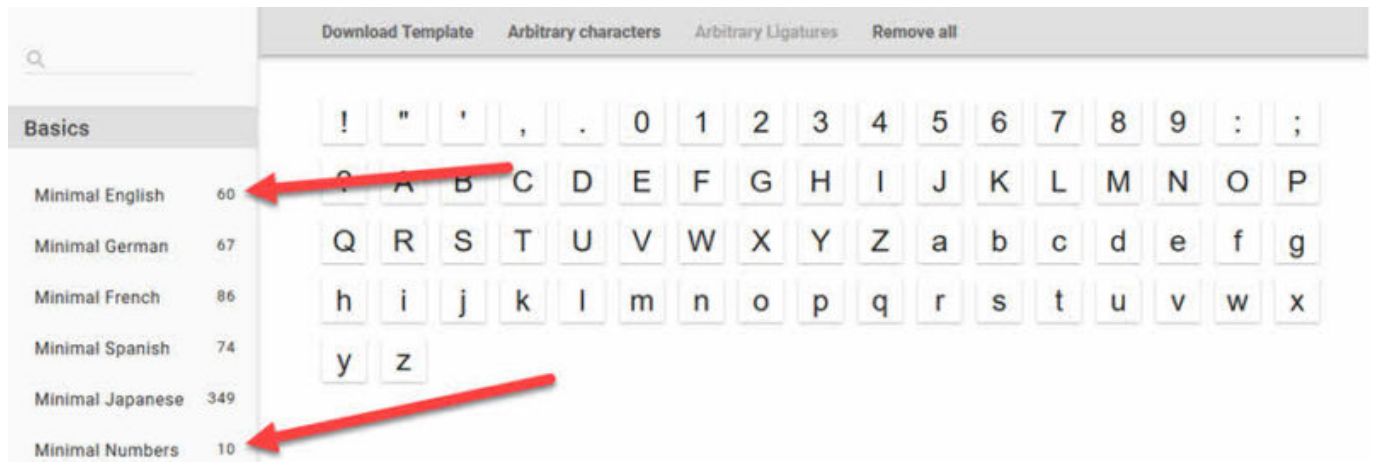 Download Template Arbitrary characters Arbitrary Ligatures Remove all
Basics
Minimal English 60
Minimal German 67
Minimal French 86
Minimal Spanish 74
Minimal Japanese 349
Minimal Numbers 10
! " ' , . 0 1 2 3 4 5 6 7 8 9 : ;
? A B C D E F G H I J K L M N O P
Q R S T U V W X Y Z a b c d e f g
h i j k l m n o p q r s t u v w x
y z